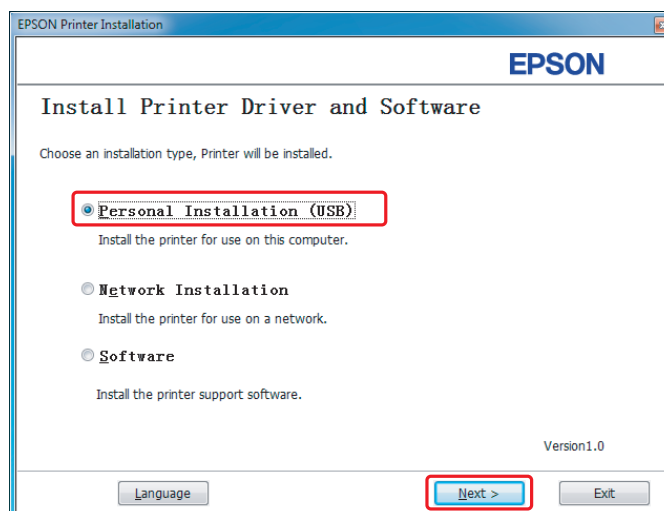 EPSON Printer Installation
EPSON
Install Printer Driver and Software
Choose an installation type, Printer will be installed.
Personal Installation (USB)
Install the printer for use on this computer.
Network Installation
Install the printer for use on a network.
Software
Install the printer support software.
Version1.0
Language Next > Exit